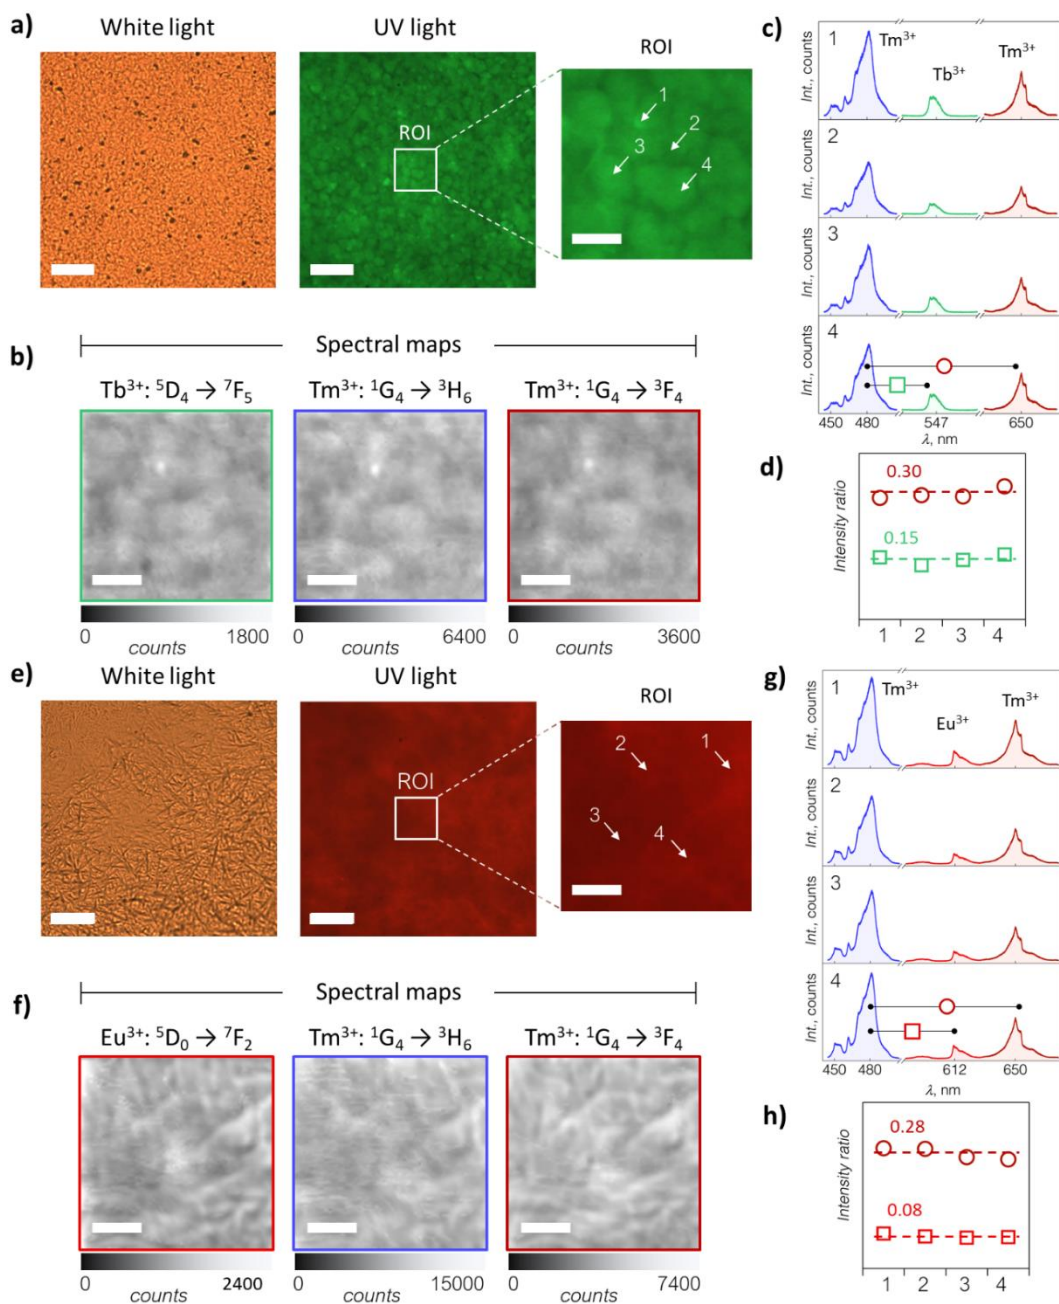 a)
White light
UV light
ROI
ROI
1
2
3
4
b)
Spectral maps
Tb³⁺: ⁵D₄ → ⁷F₅
Tm³⁺: ¹G₄ → ³H₆
Tm³⁺: ¹G₄ → ³F₄
0 1800
counts
0 6400
counts
0 3600
counts
c)
1
Tm³⁺
Tb³⁺
Tm³⁺
Int., counts
2
Int., counts
3
Int., counts
4
Int., counts
450 480 547 650
λ, nm
d)
Intensity ratio
0.30
0.15
1 2 3 4
e)
White light
UV light
ROI
ROI
1
2
3
4
f)
Spectral maps
Eu³⁺: ⁵D₀ → ⁷F₂
Tm³⁺: ¹G₄ → ³H₆
Tm³⁺: ¹G₄ → ³F₄
0 2400
counts
0 15000
counts
0 7400
counts
g)
1
Tm³⁺
Eu³⁺
Tm³⁺
Int., counts
2
Int., counts
3
Int., counts
4
Int., counts
450 480 612 650
λ, nm
h)
Intensity ratio
0.28
0.08
1 2 3 4